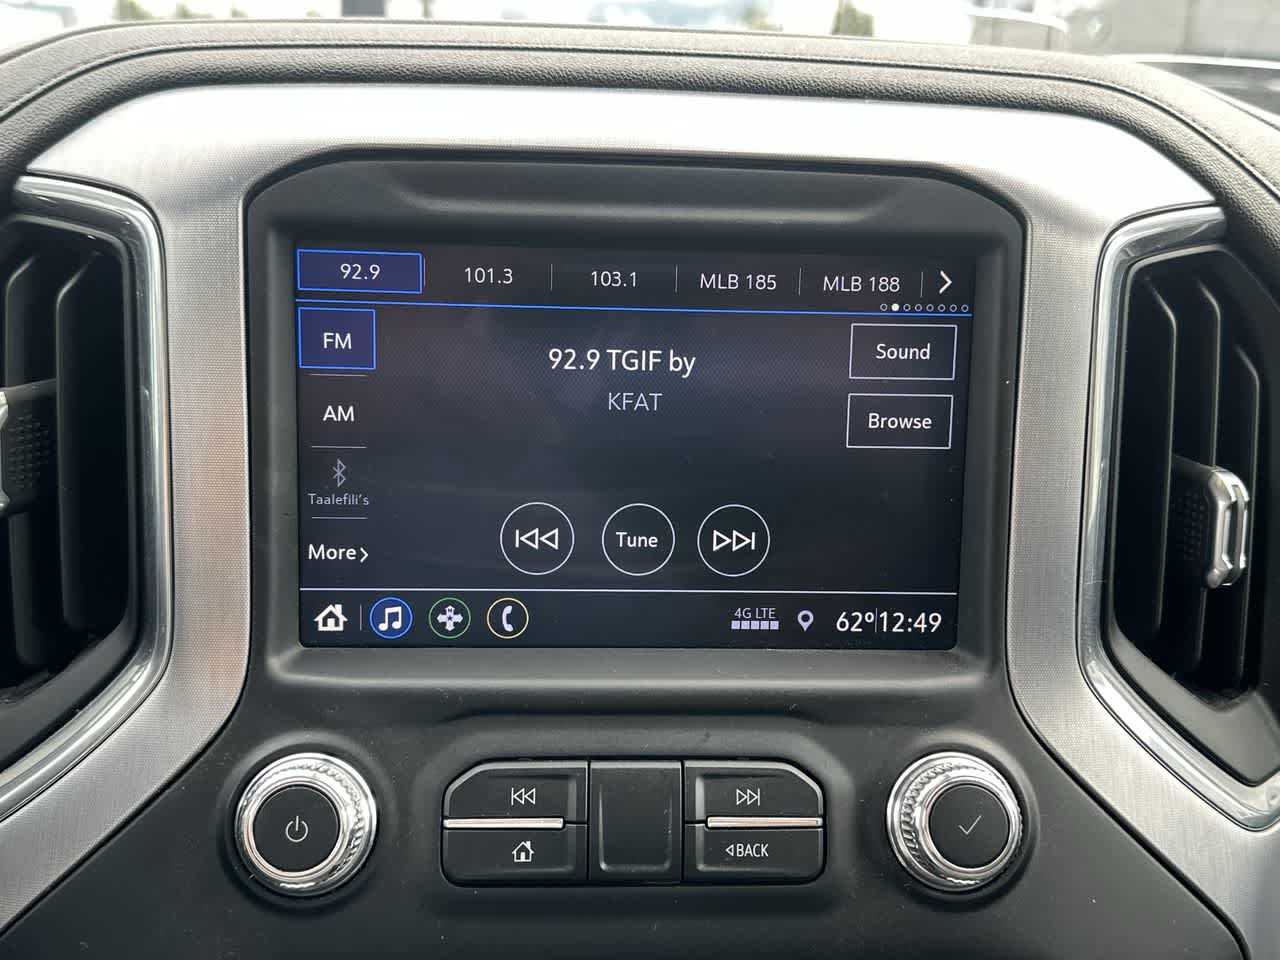 92.9
101.3
103.1
MLB 185
MLB 188
FM
92.9 TGIF by
Sound
KFAT
AM
Browse
Taalefili's
More
Tune
4G LTE
62°
12:49
BACK